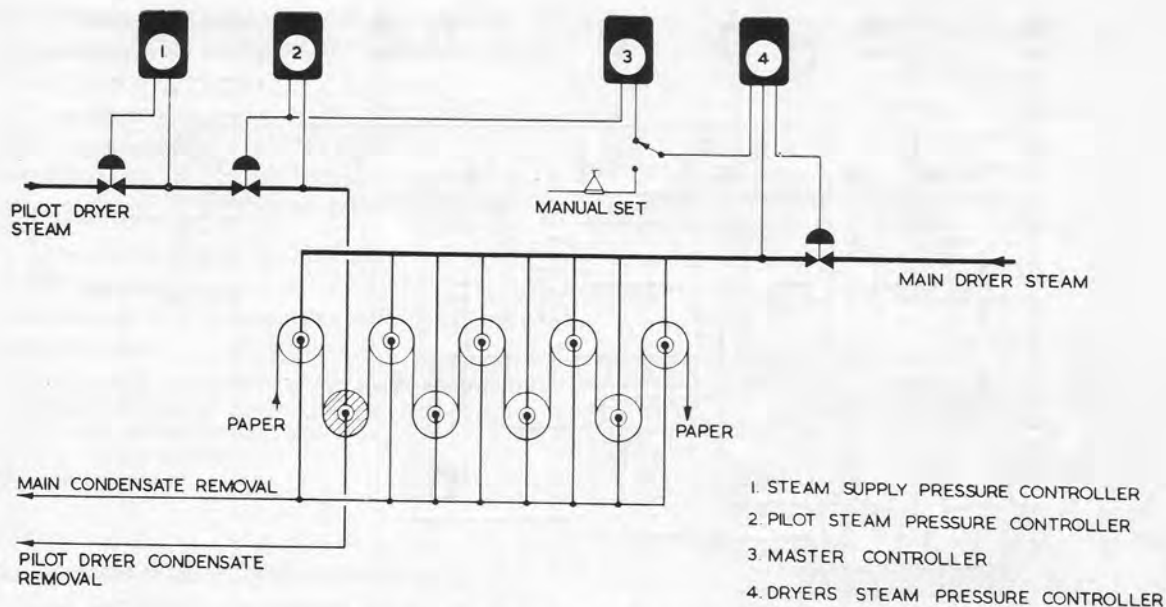 1
2
3
4
PILOT DRYER
STEAM
MANUAL SET
MAIN DRYER STEAM
PAPER
PAPER
MAIN CONDENSATE REMOVAL
PILOT DRYER CONDENSATE
REMOVAL
1. STEAM SUPPLY PRESSURE CONTROLLER
2. PILOT STEAM PRESSURE CONTROLLER
3. MASTER CONTROLLER
4. DRYERS STEAM PRESSURE CONTROLLER